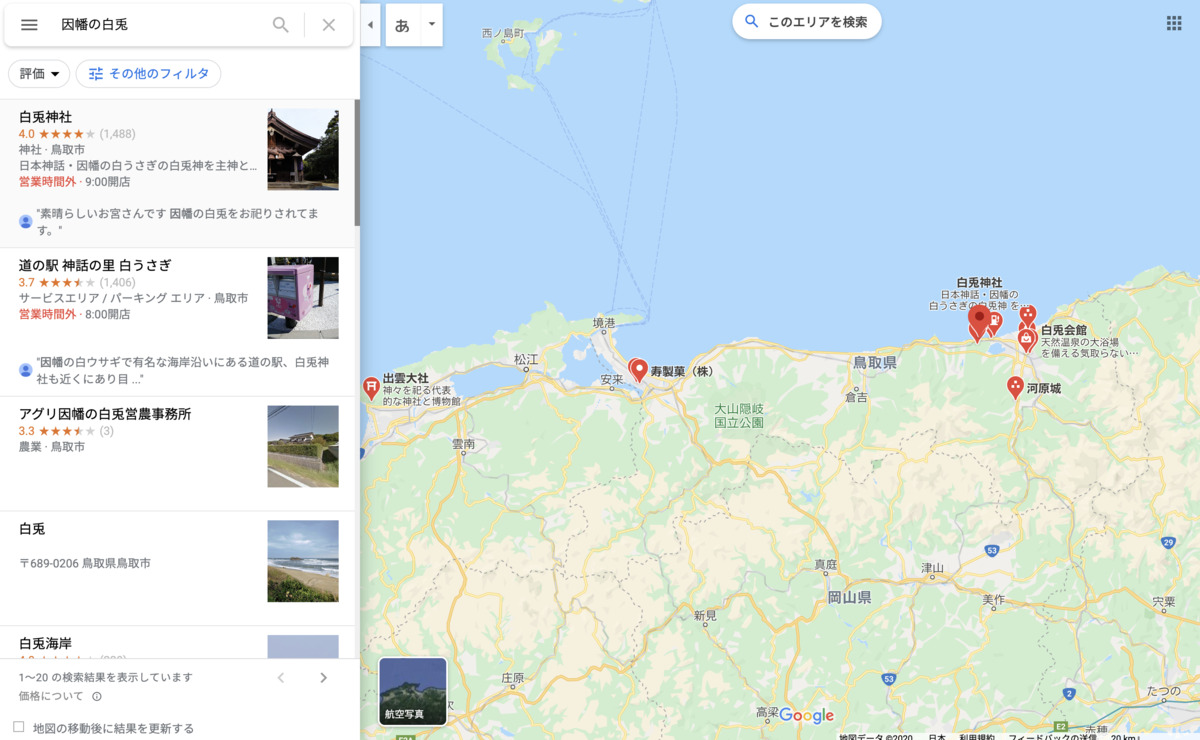 因幡の白兎
評価
その他のフィルタ
白兎神社
4.0 (1,488)
神社・鳥取市
日本神話・因幡の白うさぎの白兎神を主神と...
営業時間外・9:00開店
"素晴らしいお宮さんです 因幡の白兎をお祀りされてま
す。"
道の駅 神話の里 白うさぎ
3.7 (1,406)
サービスエリア / パーキング エリア・鳥取市
営業時間外・8:00開店
"因幡の白ウサギで有名な海岸沿いにある道の駅、白兎神
社も近くにあり目 ..."
アグリ因幡の白兎営農事務所
3.3 (3)
農業・鳥取市
白兎
〒689-0206 鳥取県鳥取市
白兎海岸
1〜20 の検索結果を表示しています
価格について
地図の移動後に結果を更新する
あ
このエリアを検索
西ノ島町
白兎神社
日本神話・因幡の
白うさぎの白兎神 を...
境港
白兎会館
天然温泉の大浴場
を備える気取らない…
松江
鳥取県
寿製菓（株）
安来
出雲大社
神々を祀る代表
的な神社と博物館
倉吉
河原城
大山隠岐
国立公園
雲南
29
53
真庭
津山
岡山県
美作
宍粟
新見
庄原
53
2
たつの
航空写真
高梁
Google
E2
赤穂
地図データ ©2020
日本
利用規約
フィードバックの送信
20 km